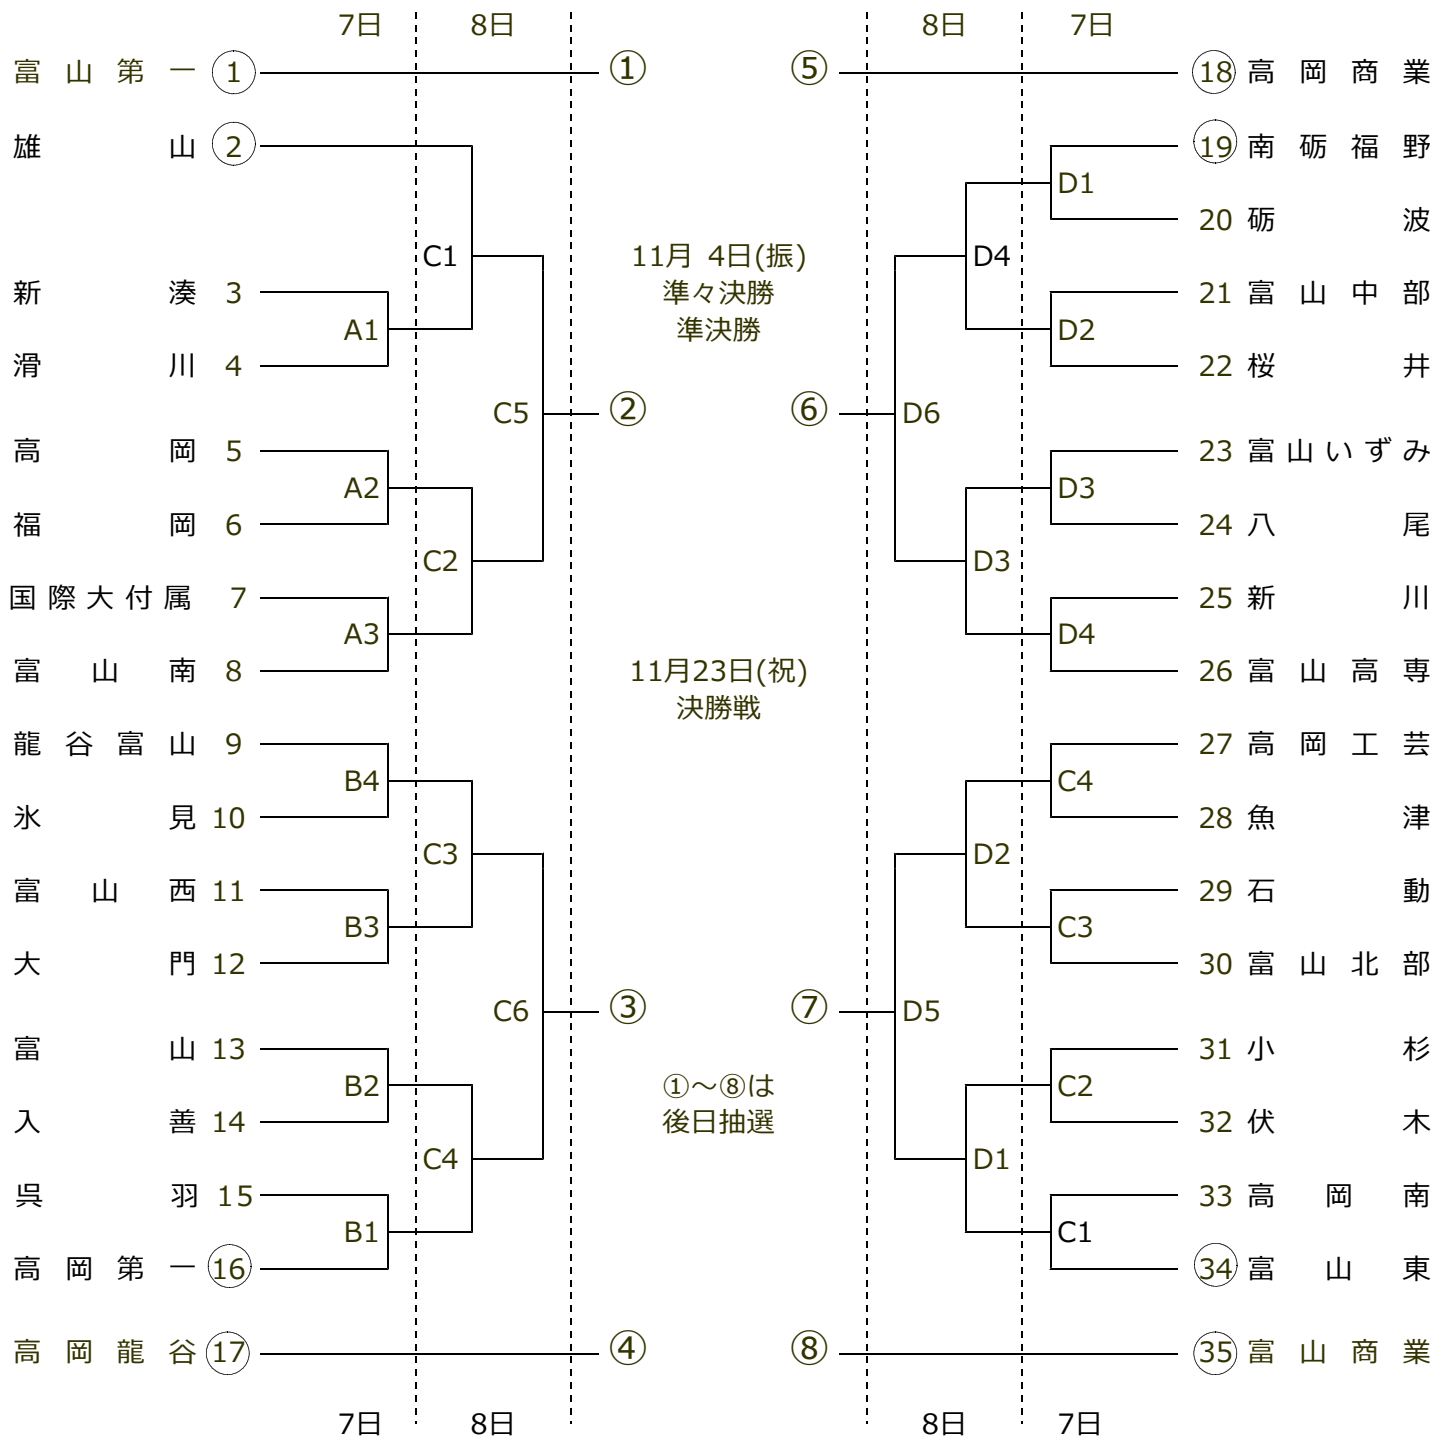 7日 8日 8日 7日
富山第一 ① ① ⑤ ⑱ 高岡商業
雄山 ② ⑲ 南砺福野
D1
20 砺波
C1 11月 4日(振) D4
新湊 3 準々決勝 21 富山中部
A1 準決勝 D2
滑川 4 22 桜井
C5 ② ⑥ D6
高岡 5 23 富山いずみ
A2 D3
福岡 6 24 八尾
C2 D3
国際大付属 7 25 新川
A3 D4
富山南 8 11月23日(祝) 26 富山高専
決勝戦
龍谷富山 9 27 高岡工芸
B4 C4
氷見 10 28 魚津
C3 D2
富山西 11 29 石動
B3 C3
大門 12 30 富山北部
C6 ③ ⑦ D5
富山 13 31 小杉
B2 ①～⑧は C2
入善 14 後日抽選 32 伏木
C4 D1
呉羽 15 33 高岡南
B1 C1
高岡第一 ⑯ ㉞ 富山東
高岡龍谷 ⑰ ④ ⑧ ㉟ 富山商業
7日 8日 8日 7日